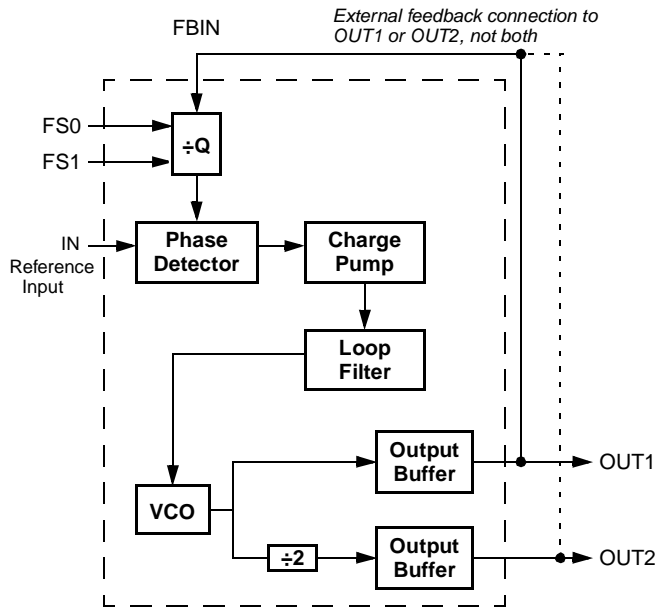 External feedback connection to
OUT1 or OUT2, not both
FBIN
FS0
FS1
÷Q
IN
Reference
Input
Phase
Detector
Charge
Pump
Loop
Filter
VCO
Output
Buffer
OUT1
÷2
Output
Buffer
OUT2